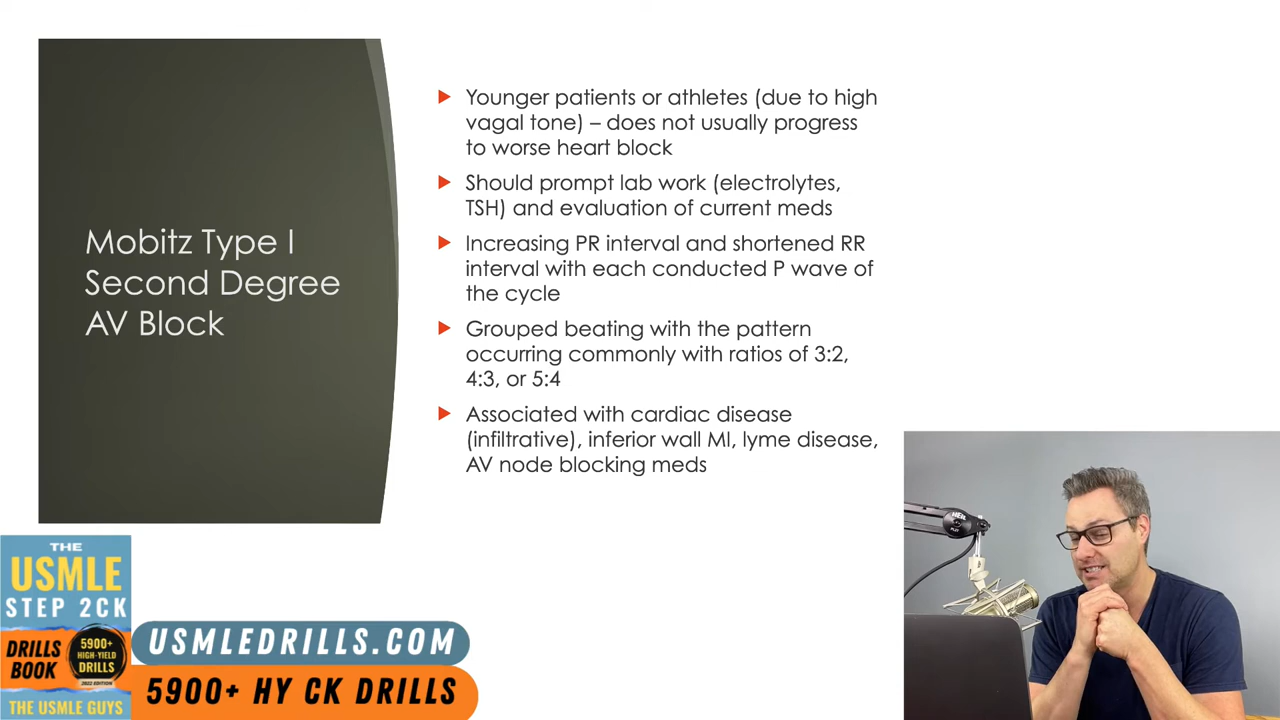 Mobitz Type I
Second Degree
AV Block
Younger patients or athletes (due to high
vagal tone) – does not usually progress
to worse heart block
Should prompt lab work (electrolytes,
TSH) and evaluation of current meds
Increasing PR interval and shortened RR
interval with each conducted P wave of
the cycle
Grouped beating with the pattern
occurring commonly with ratios of 3:2,
4:3, or 5:4
Associated with cardiac disease
(infiltrative), inferior wall MI, lyme disease,
AV node blocking meds
THE
USMLE
STEP 2CK
DRILLS
BOOK
5900+
HIGH-YIELD
DRILLS
2022 EDITION
THE USMLE GUYS
USMLEDRILLS.COM
5900+ HY CK DRILLS
HEIL